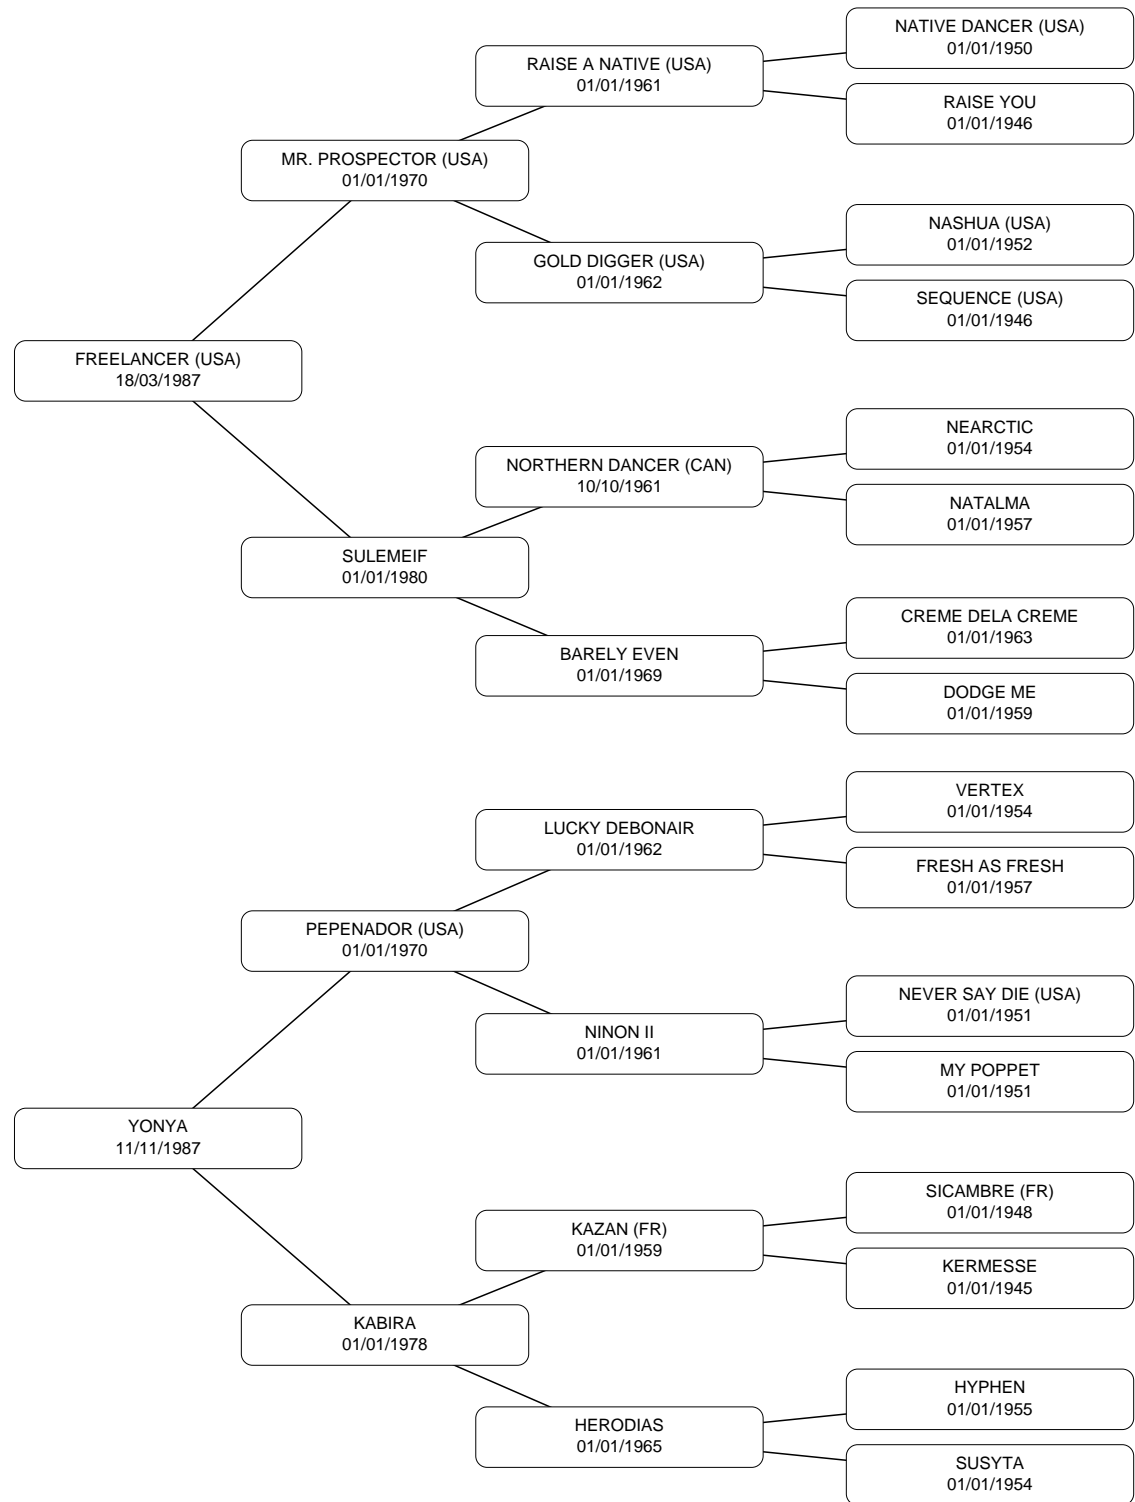 NATIVE DANCER (USA)
01/01/1950
RAISE A NATIVE (USA)
01/01/1961
RAISE YOU
01/01/1946
MR. PROSPECTOR (USA)
01/01/1970
NASHUA (USA)
01/01/1952
GOLD DIGGER (USA)
01/01/1962
SEQUENCE (USA)
01/01/1946
FREELANCER (USA)
18/03/1987
NEARCTIC
01/01/1954
NORTHERN DANCER (CAN)
10/10/1961
NATALMA
01/01/1957
SULEMEIF
01/01/1980
CREME DELA CREME
01/01/1963
BARELY EVEN
01/01/1969
DODGE ME
01/01/1959
VERTEX
01/01/1954
LUCKY DEBONAIR
01/01/1962
FRESH AS FRESH
01/01/1957
PEPENADOR (USA)
01/01/1970
NEVER SAY DIE (USA)
01/01/1951
NINON II
01/01/1961
MY POPPET
01/01/1951
YONYA
11/11/1987
SICAMBRE (FR)
01/01/1948
KAZAN (FR)
01/01/1959
KERMESSE
01/01/1945
KABIRA
01/01/1978
HYPHEN
01/01/1955
HERODIAS
01/01/1965
SUSYTA
01/01/1954